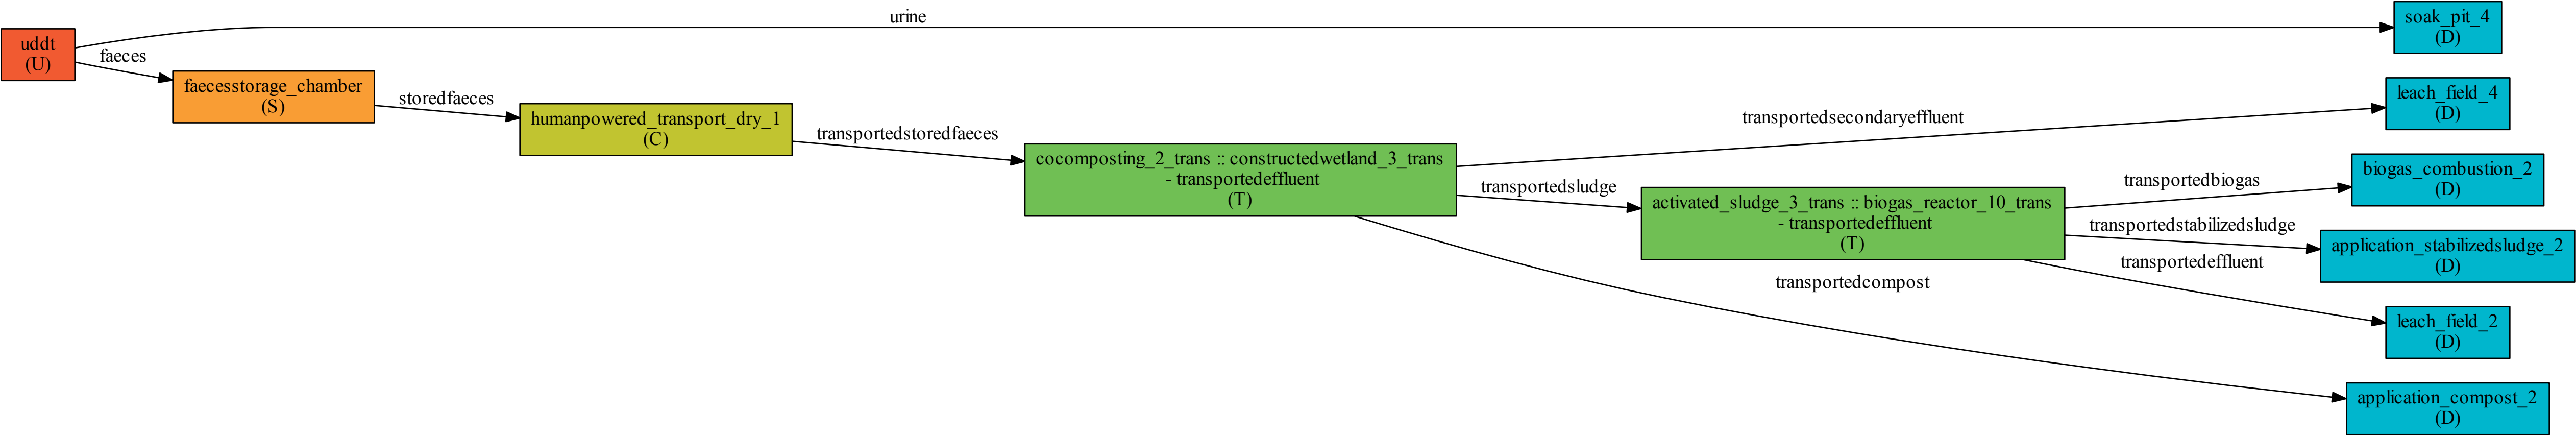 uddt
(U)
urine
faeces
faecesstorage_chamber
(S)
storedfaeces
humanpowered_transport_dry_1
(C)
transportedstoredfaeces
cocomposting_2_trans :: constructedwetland_3_trans
- transportedeffluent
(T)
transportedsecondaryeffluent
transportedsludge
transportedcompost
activated_sludge_3_trans :: biogas_reactor_10_trans
- transportedeffluent
(T)
transportedbiogas
transportedstabilizedsludge
transportedeffluent
soak_pit_4
(D)
leach_field_4
(D)
biogas_combustion_2
(D)
application_stabilizedsludge_2
(D)
leach_field_2
(D)
application_compost_2
(D)